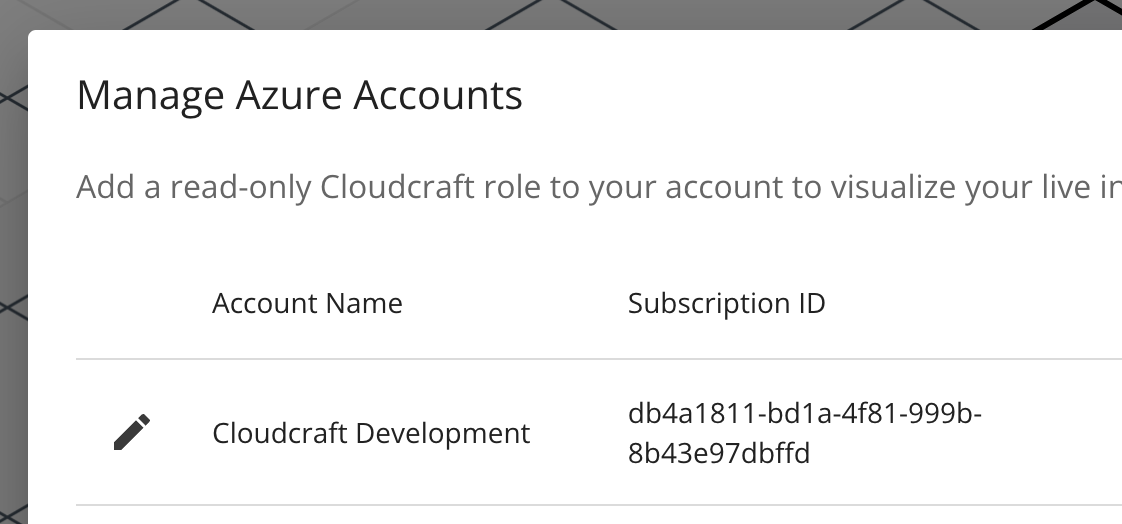 Manage Azure Accounts
Add a read-only Cloudcraft role to your account to visualize your live
Account Name Subscription ID
Cloudcraft Development
db4a1811-bd1a-4f81-999b-
8b43e97dbffd